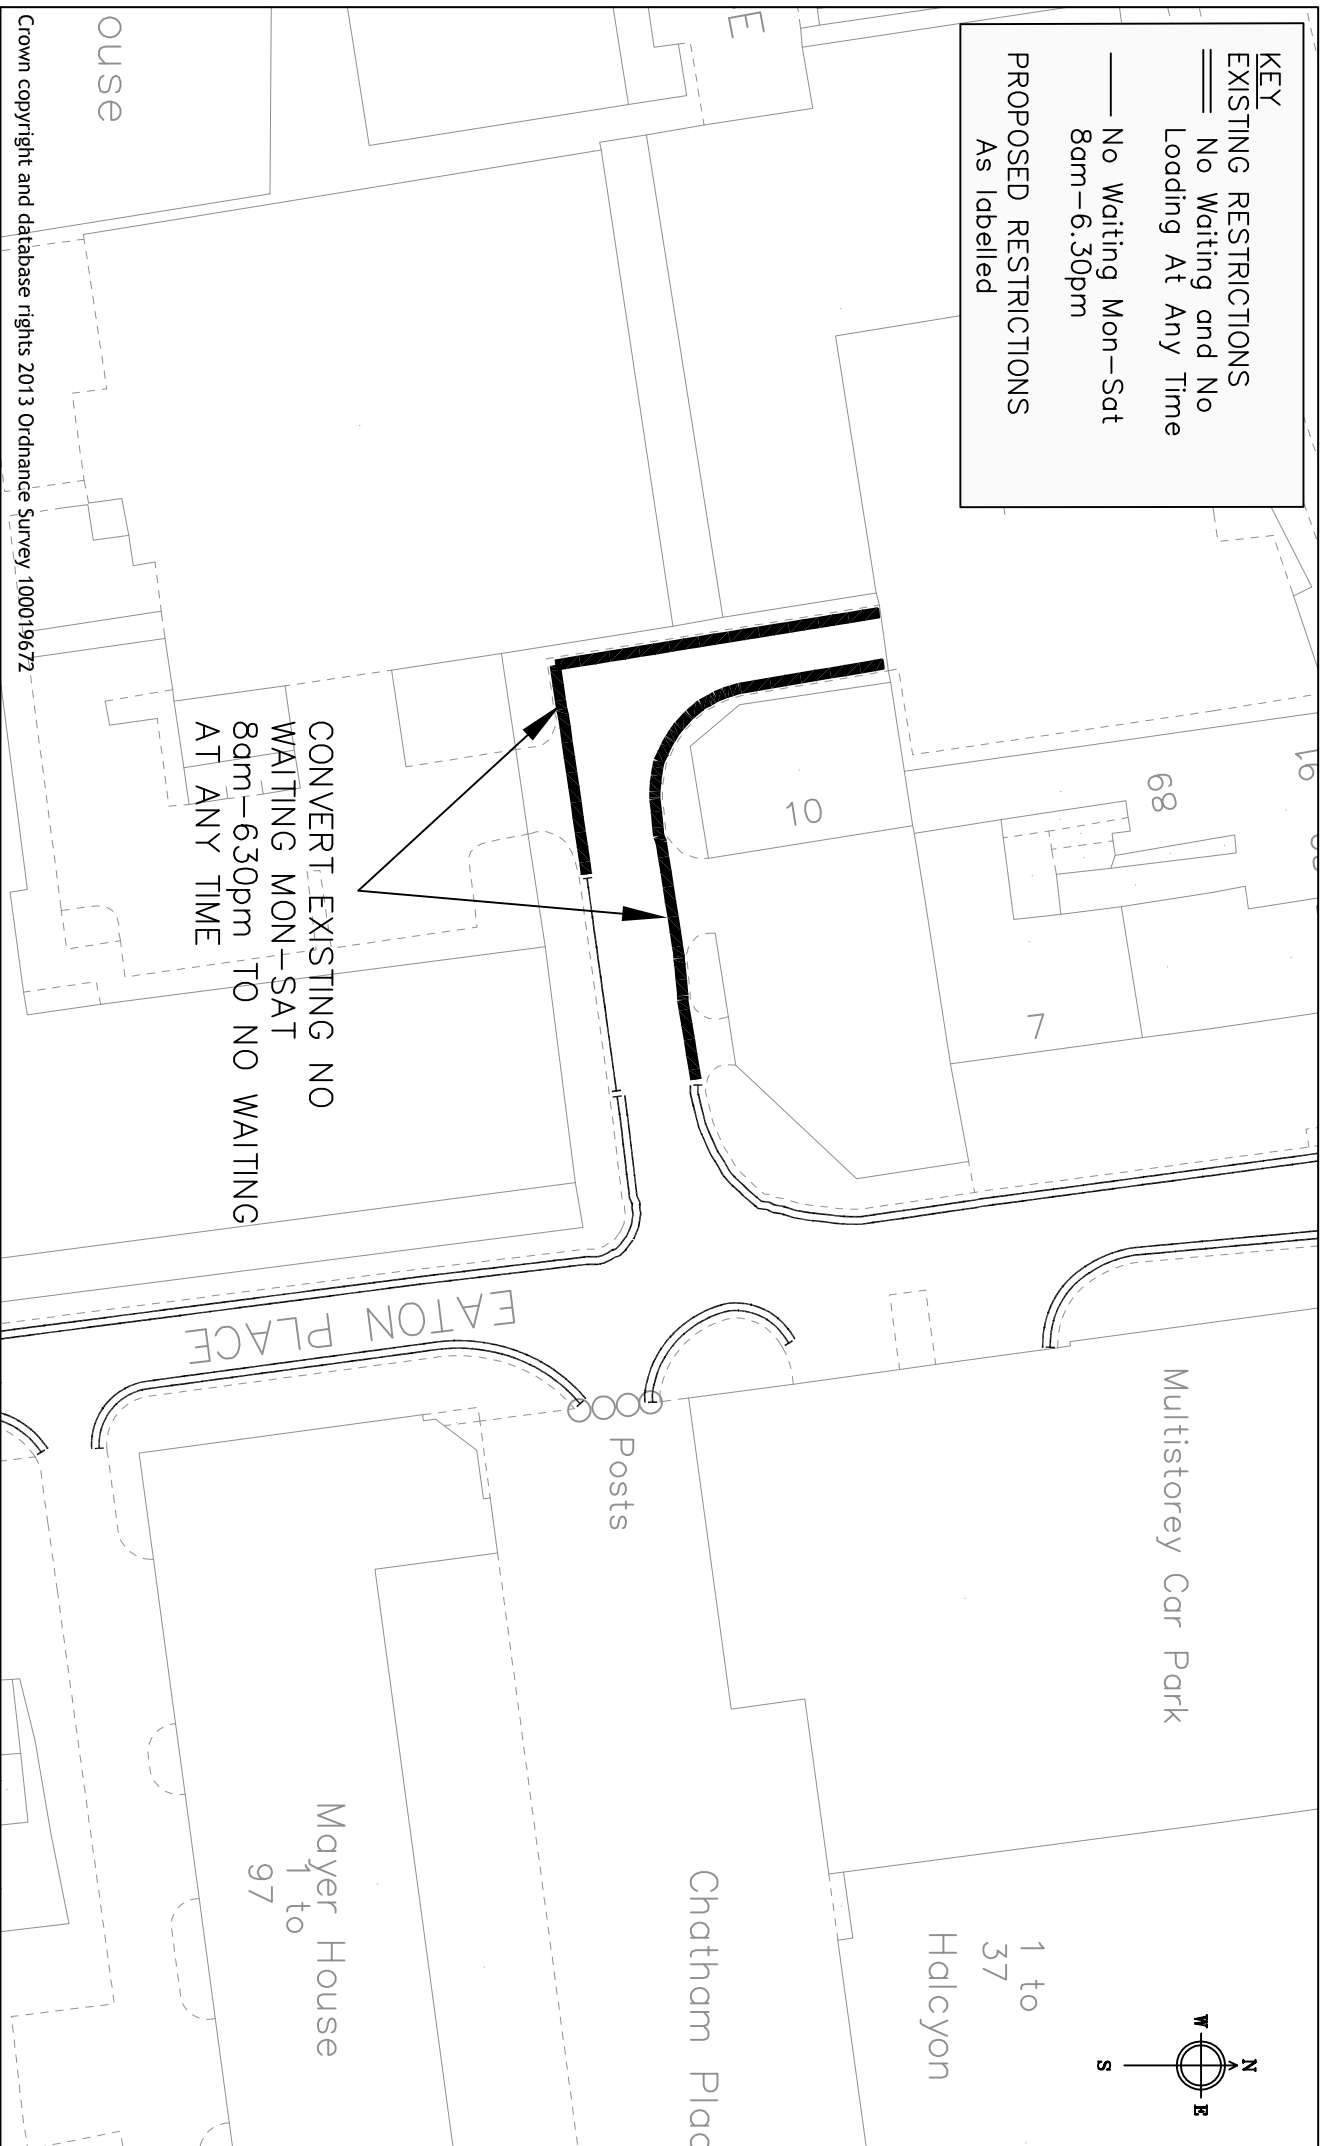 KEY
EXISTING RESTRICTIONS
No Waiting and No
Loading At Any Time
No Waiting Mon-Sat
8am-6.30pm
PROPOSED RESTRICTIONS
As labelled
E
ouse
16
68
10
7
CONVERT EXISTING NO
WAITING MON-SAT
8am-630pm TO NO WAITING
AT ANY TIME
EATON PLACE
Posts
Multistorey Car Park
Mayer House
1 to
97
Chatham Plac
1 to
37
Halcyon
N
W
E
S
Crown copyright and database rights 2013 Ordnance Survey 100019672